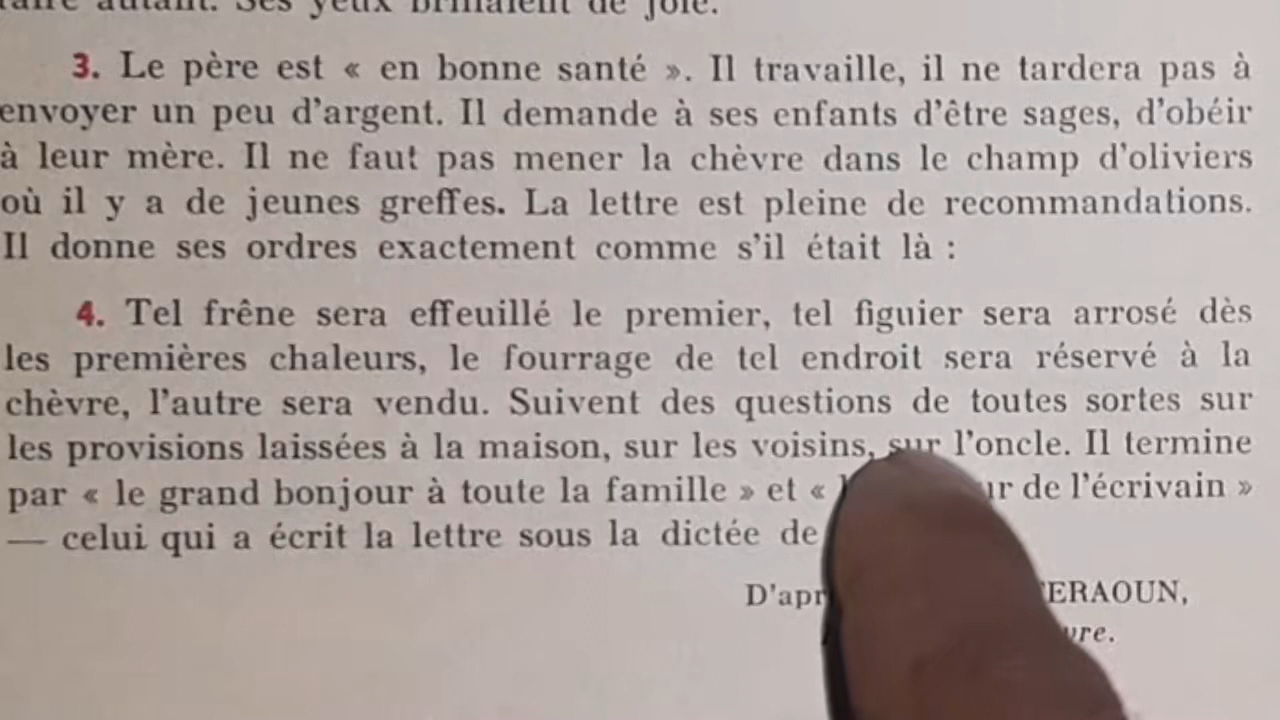 faire autant. Ses yeux brillaient de joie.
3. Le père est « en bonne santé ». Il travaille, il ne tardera pas à
envoyer un peu d'argent. Il demande à ses enfants d'être sages, d'obéir
à leur mère. Il ne faut pas mener la chèvre dans le champ d'oliviers
où il y a de jeunes greffes. La lettre est pleine de recommandations.
Il donne ses ordres exactement comme s'il était là :
4. Tel frêne sera effeuillé le premier, tel figuier sera arrosé dès
les premières chaleurs, le fourrage de tel endroit sera réservé à la
chèvre, l'autre sera vendu. Suivent des questions de toutes sortes sur
les provisions laissées à la maison, sur les voisins, sur l'oncle. Il termine
par « le grand bonjour à toute la famille » et « de l'écrivain »
— celui qui a écrit la lettre sous la dictée de